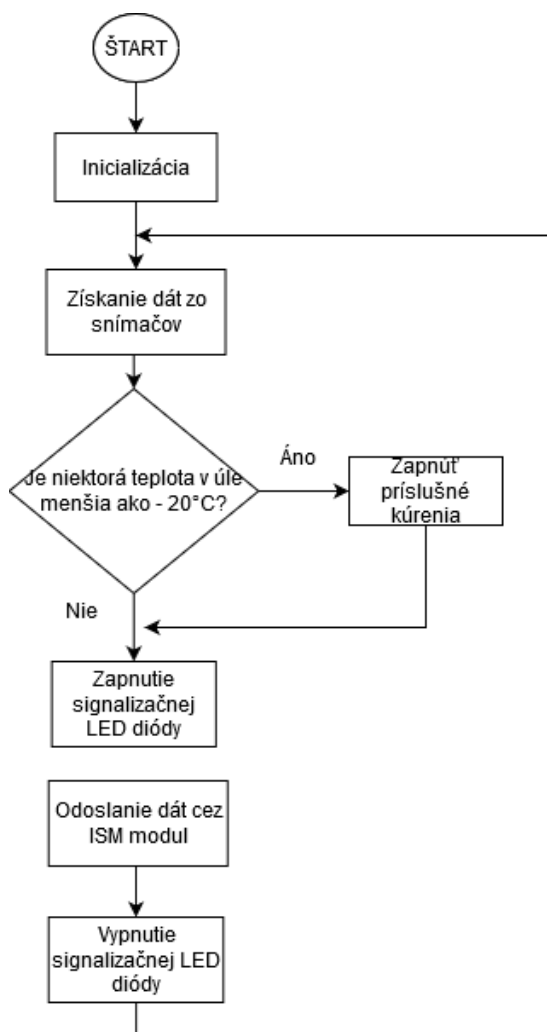 ŠTART
Inicializácia
Získanie dát zo
snímačov
Je niektorá teplota v úle
menšia ako - 20°C?
Áno
Zapnúť
príslušné
kúrenia
Nie
Zapnutie
signalizačnej
LED diódy
Odoslanie dát cez
ISM modul
Vypnutie
signalizačnej LED
diódy